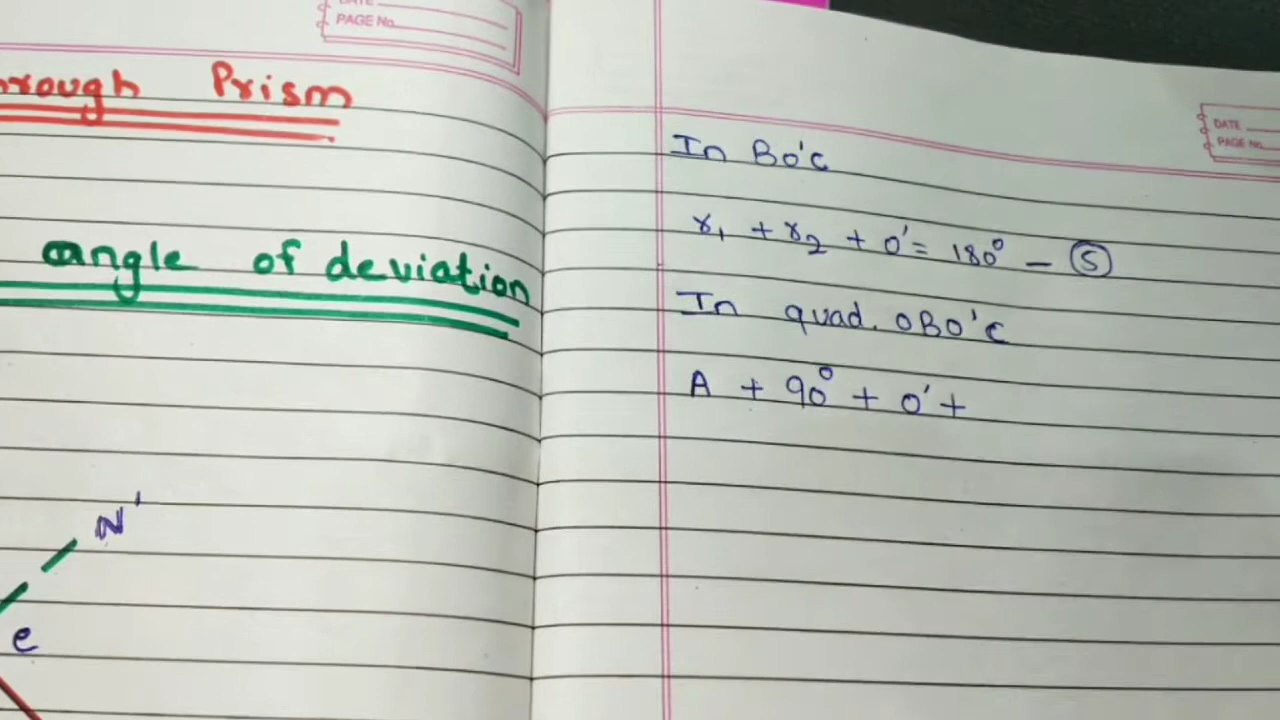 PAGE No.
rough Prism
angle of deviation
N'
e
DATE
PAGE No.
In BO'C
r₁ + r₂ + O' = 180° — ⑤
In quad. OBO'C
A + 90° + O' +